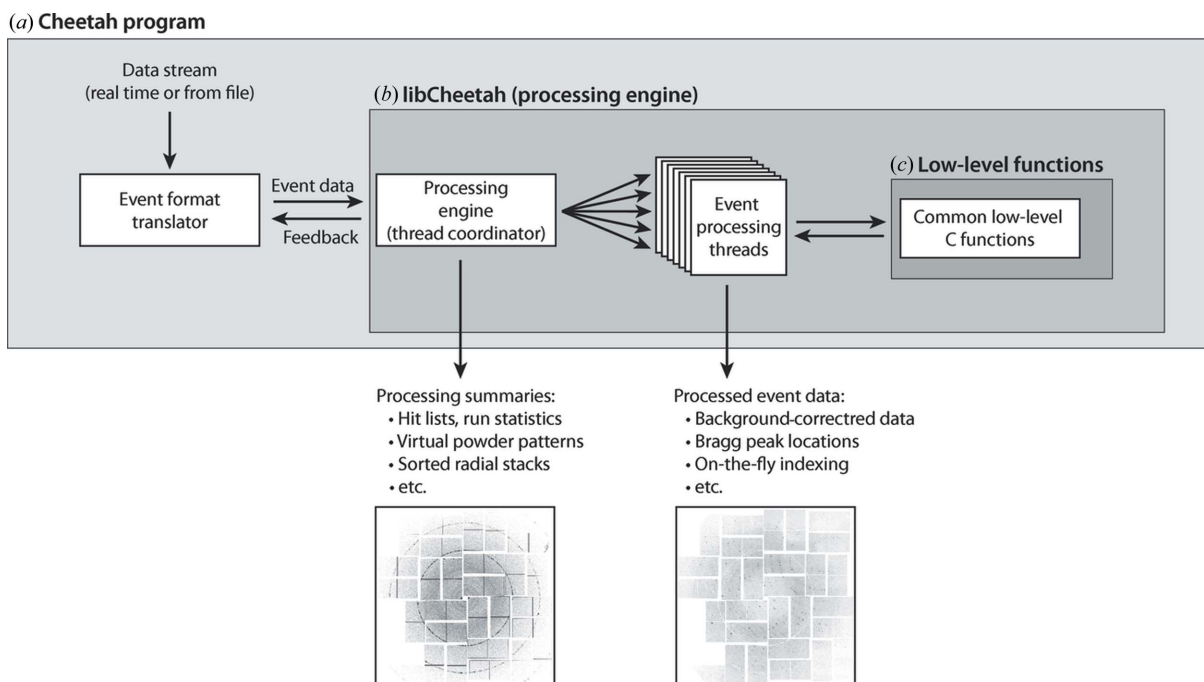 (a) Cheetah program
Data stream
(real time or from file)
(b) libCheetah (processing engine)
(c) Low-level functions
Event format
translator
Event data
Feedback
Processing
engine
(thread coordinator)
Event
processing
threads
Common low-level
C functions
Processing summaries:
• Hit lists, run statistics
• Virtual powder patterns
• Sorted radial stacks
• etc.
Processed event data:
• Background-correctred data
• Bragg peak locations
• On-the-fly indexing
• etc.